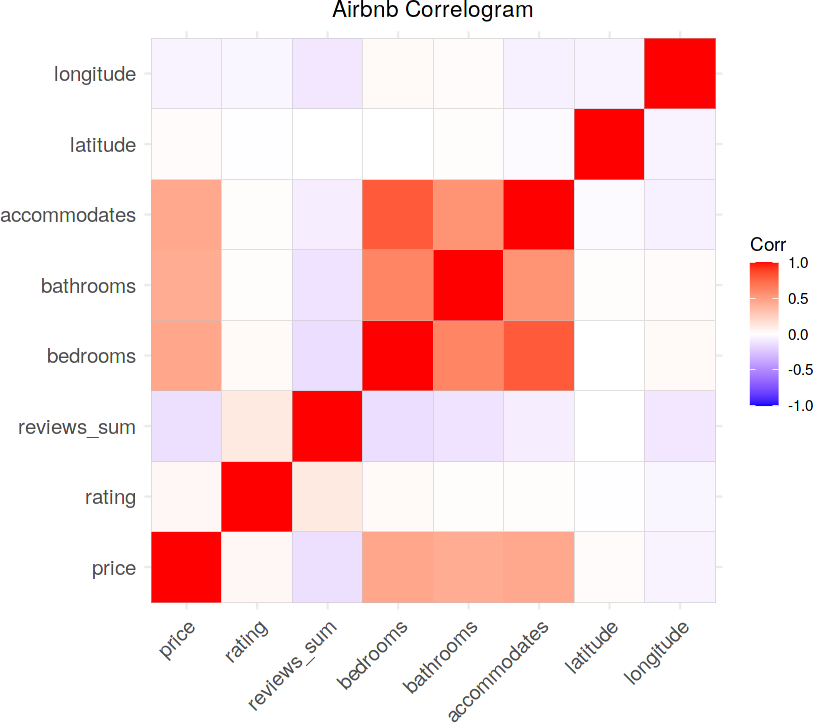 Airbnb Correlogram
longitude
latitude
accommodates
bathrooms
bedrooms
reviews_sum
rating
price
price
rating
reviews_sum
bedrooms
bathrooms
accommodates
latitude
longitude
Corr
1.0
0.5
0.0
-0.5
-1.0